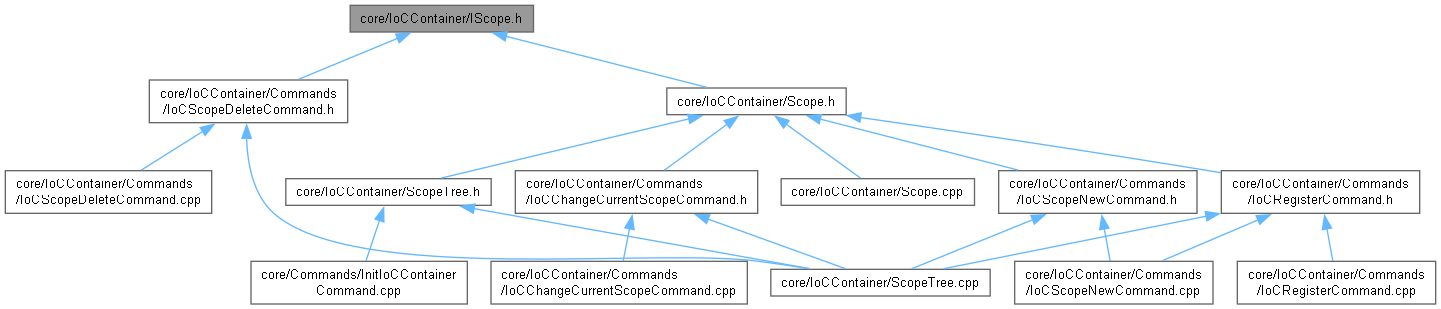 core/IoCContainer/IScope.h
core/IoCContainer/Commands
/IoCScopeDeleteCommand.h
core/IoCContainer/Scope.h
core/IoCContainer/Commands
/IoCScopeDeleteCommand.cpp
core/IoCContainer/ScopeTree.h
core/IoCContainer/Commands
/IoCChangeCurrentScopeCommand.h
core/IoCContainer/Scope.cpp
core/IoCContainer/Commands
/IoCScopeNewCommand.h
core/IoCContainer/Commands
/IoCRegisterCommand.h
core/Commands/InitIoCContainer
Command.cpp
core/IoCContainer/Commands
/IoCChangeCurrentScopeCommand.cpp
core/IoCContainer/ScopeTree.cpp
core/IoCContainer/Commands
/IoCScopeNewCommand.cpp
core/IoCContainer/Commands
/IoCRegisterCommand.cpp